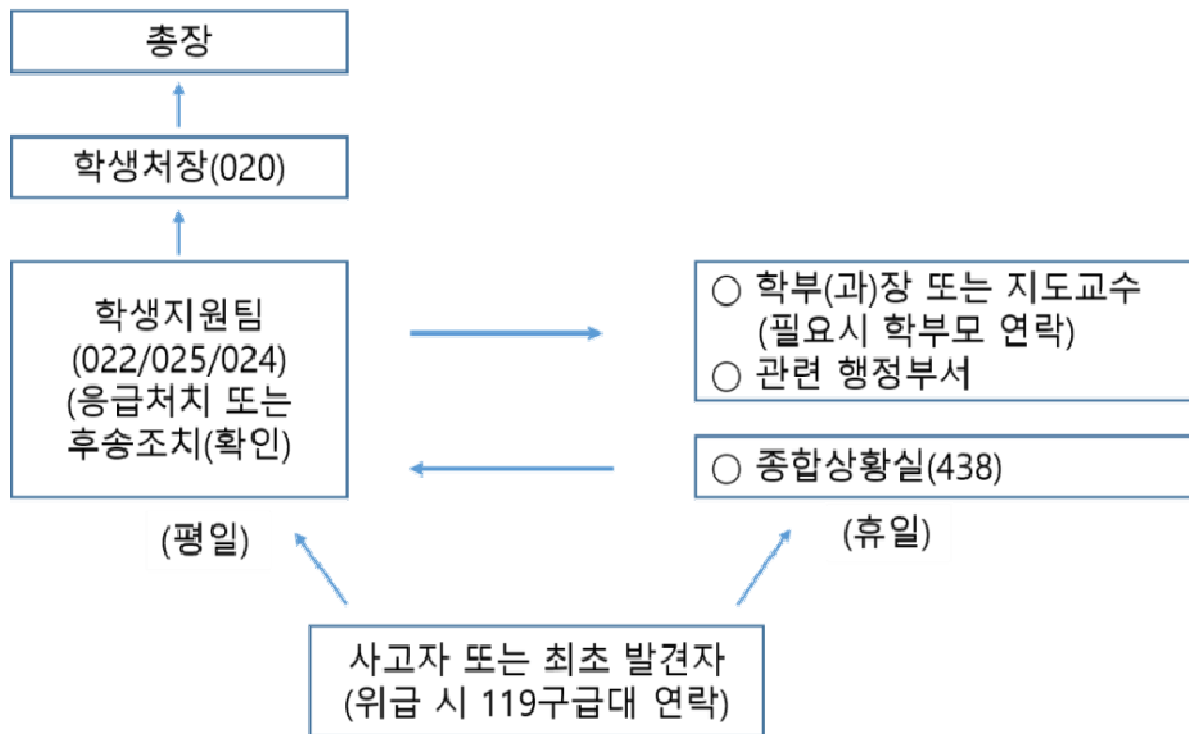 총장
학생처장(020)
학생지원팀
(022/025/024)
(응급처치 또는
후송조치(확인)
(평일)
○ 학부(과)장 또는 지도교수
(필요시 학부모 연락)
○ 관련 행정부서
○ 종합상황실(438)
(휴일)
사고자 또는 최초 발견자
(위급 시 119구급대 연락)